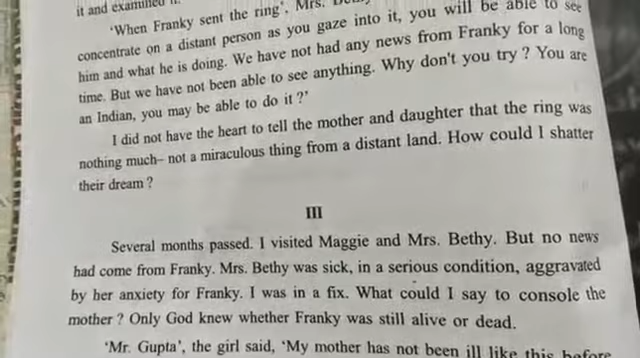 it and examined it.
'When Franky sent the ring', Mrs.
concentrate on a distant person as you gaze into it, you will be able to see
him and what he is doing. We have not had any news from Franky for a long
time. But we have not been able to see anything. Why don't you try ? You are
an Indian, you may be able to do it ?'
I did not have the heart to tell the mother and daughter that the ring was
nothing much– not a miraculous thing from a distant land. How could I shatter
their dream ?
III
Several months passed. I visited Maggie and Mrs. Bethy. But no news
had come from Franky. Mrs. Bethy was sick, in a serious condition, aggravated
by her anxiety for Franky. I was in a fix. What could I say to console the
mother ? Only God knew whether Franky was still alive or dead.
'Mr. Gupta', the girl said, 'My mother has not been ill like this before